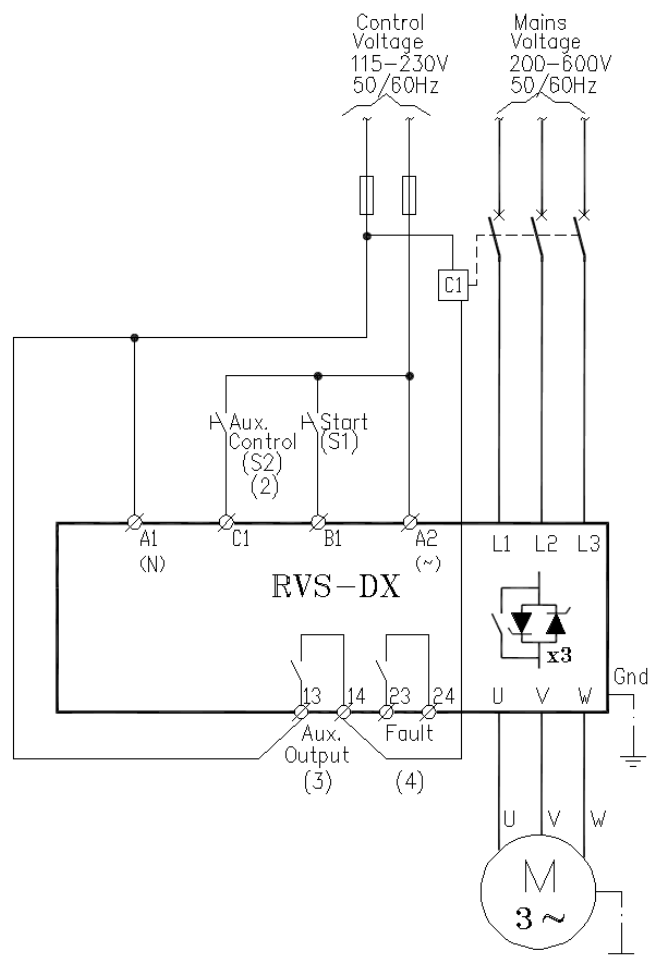 Control
Voltage
115-230V
50/60Hz
Mains
Voltage
200-600V
50/60Hz
C1
Aux.
Control
(S2)
(2)
Start
(S1)
A1
(N)
C1
B1
A2
(~)
L1
L2
L3
RVS-DX
x3
13
14
23
24
U
V
W
Gnd
Aux.
Output
(3)
Fault
(4)
U
V
W
M
3~